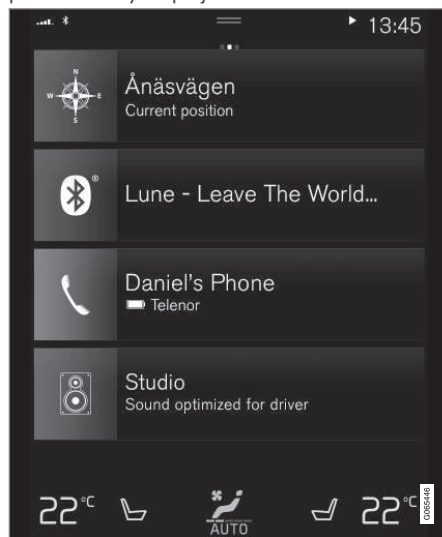 13:45
N
W E
S
Ånäsvägen
Current position
®
Lune - Leave The World...
Daniel's Phone
Telenor
Studio
Sound optimized for driver
22°C AUTO 22°C
G065446